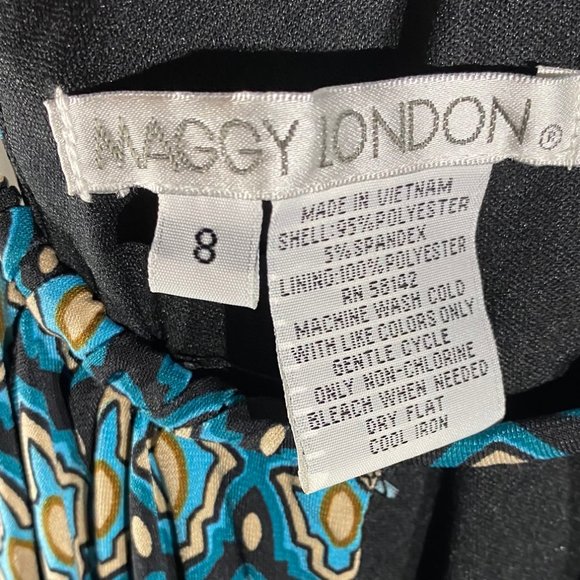 MAGGY LONDON®
8
MADE IN VIETNAM
SHELL:95% POLYESTER
5% SPANDEX
LINING:100% POLYESTER
RN 58142
MACHINE WASH COLD
WITH LIKE COLORS ONLY
GENTLE CYCLE
ONLY NON-CHLORINE
BLEACH WHEN NEEDED
DRY FLAT
COOL IRON